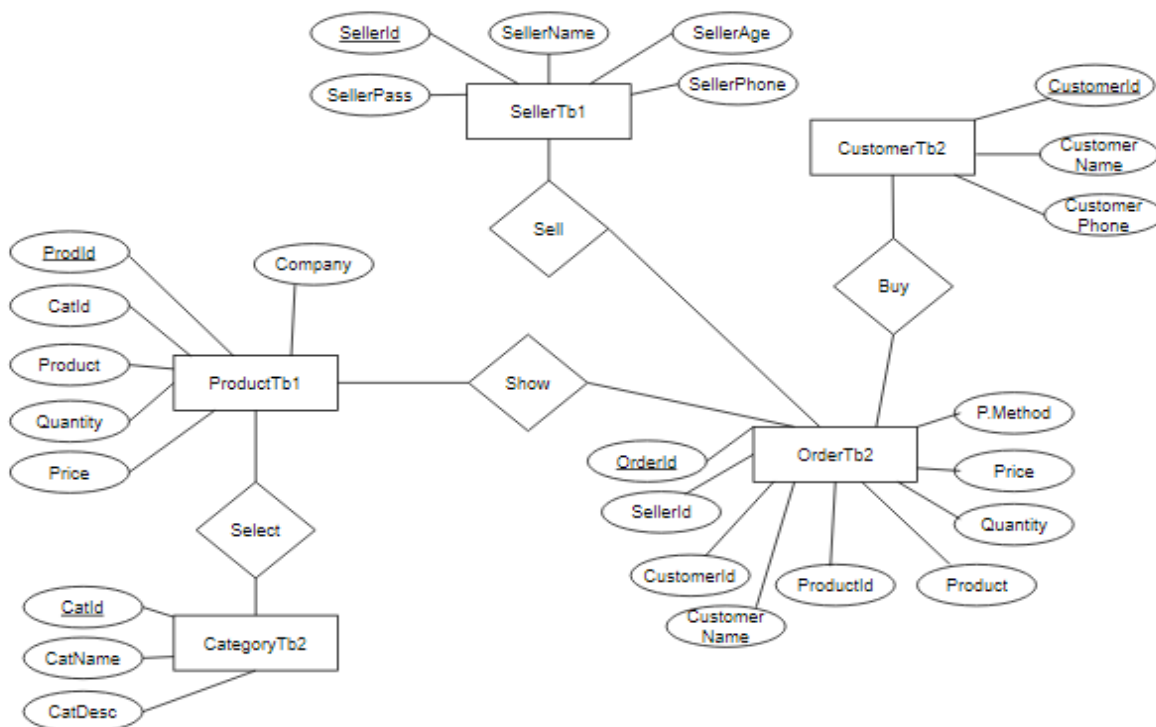 SellerId
SellerName
SellerAge
SellerPass
SellerPhone
SellerTb1
CustomerId
CustomerTb2
Customer
Name
Customer
Phone
Sell
ProdId
Company
CatId
Buy
Product
ProductTb1
Show
Quantity
Price
P.Method
OrderId
OrderTb2
Price
SellerId
Quantity
Select
CustomerId
ProductId
Product
Customer
Name
CatId
CategoryTb2
CatName
CatDesc